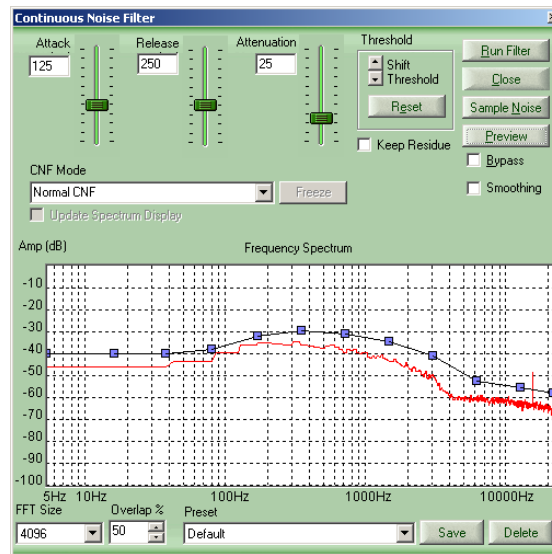 Continuous Noise Filter
Attack
Release
Attenuation
Threshold
125
250
25
Shift
Threshold
Reset
Keep Residue
Run Filter
Close
Sample Noise
Preview
Bypass
Smoothing
CNF Mode
Normal CNF
Freeze
Update Spectrum Display
Amp (dB)
Frequency Spectrum
-10
-20
-30
-40
-50
-60
-70
-80
-90
-100
5Hz 10Hz 100Hz 1000Hz 10000Hz
FFT Size
Overlap %
Preset
4096
50
Default
Save
Delete